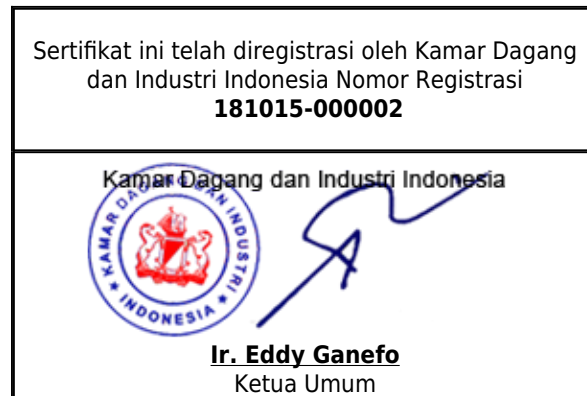 Sertifikat ini telah diregistrasi oleh Kamar Dagang
dan Industri Indonesia Nomor Registrasi
181015-000002
Kamar Dagang dan Industri Indonesia
KAMAR DAGANG DAN INDUSTRI
* INDONESIA *
Ir. Eddy Ganefo
Ketua Umum